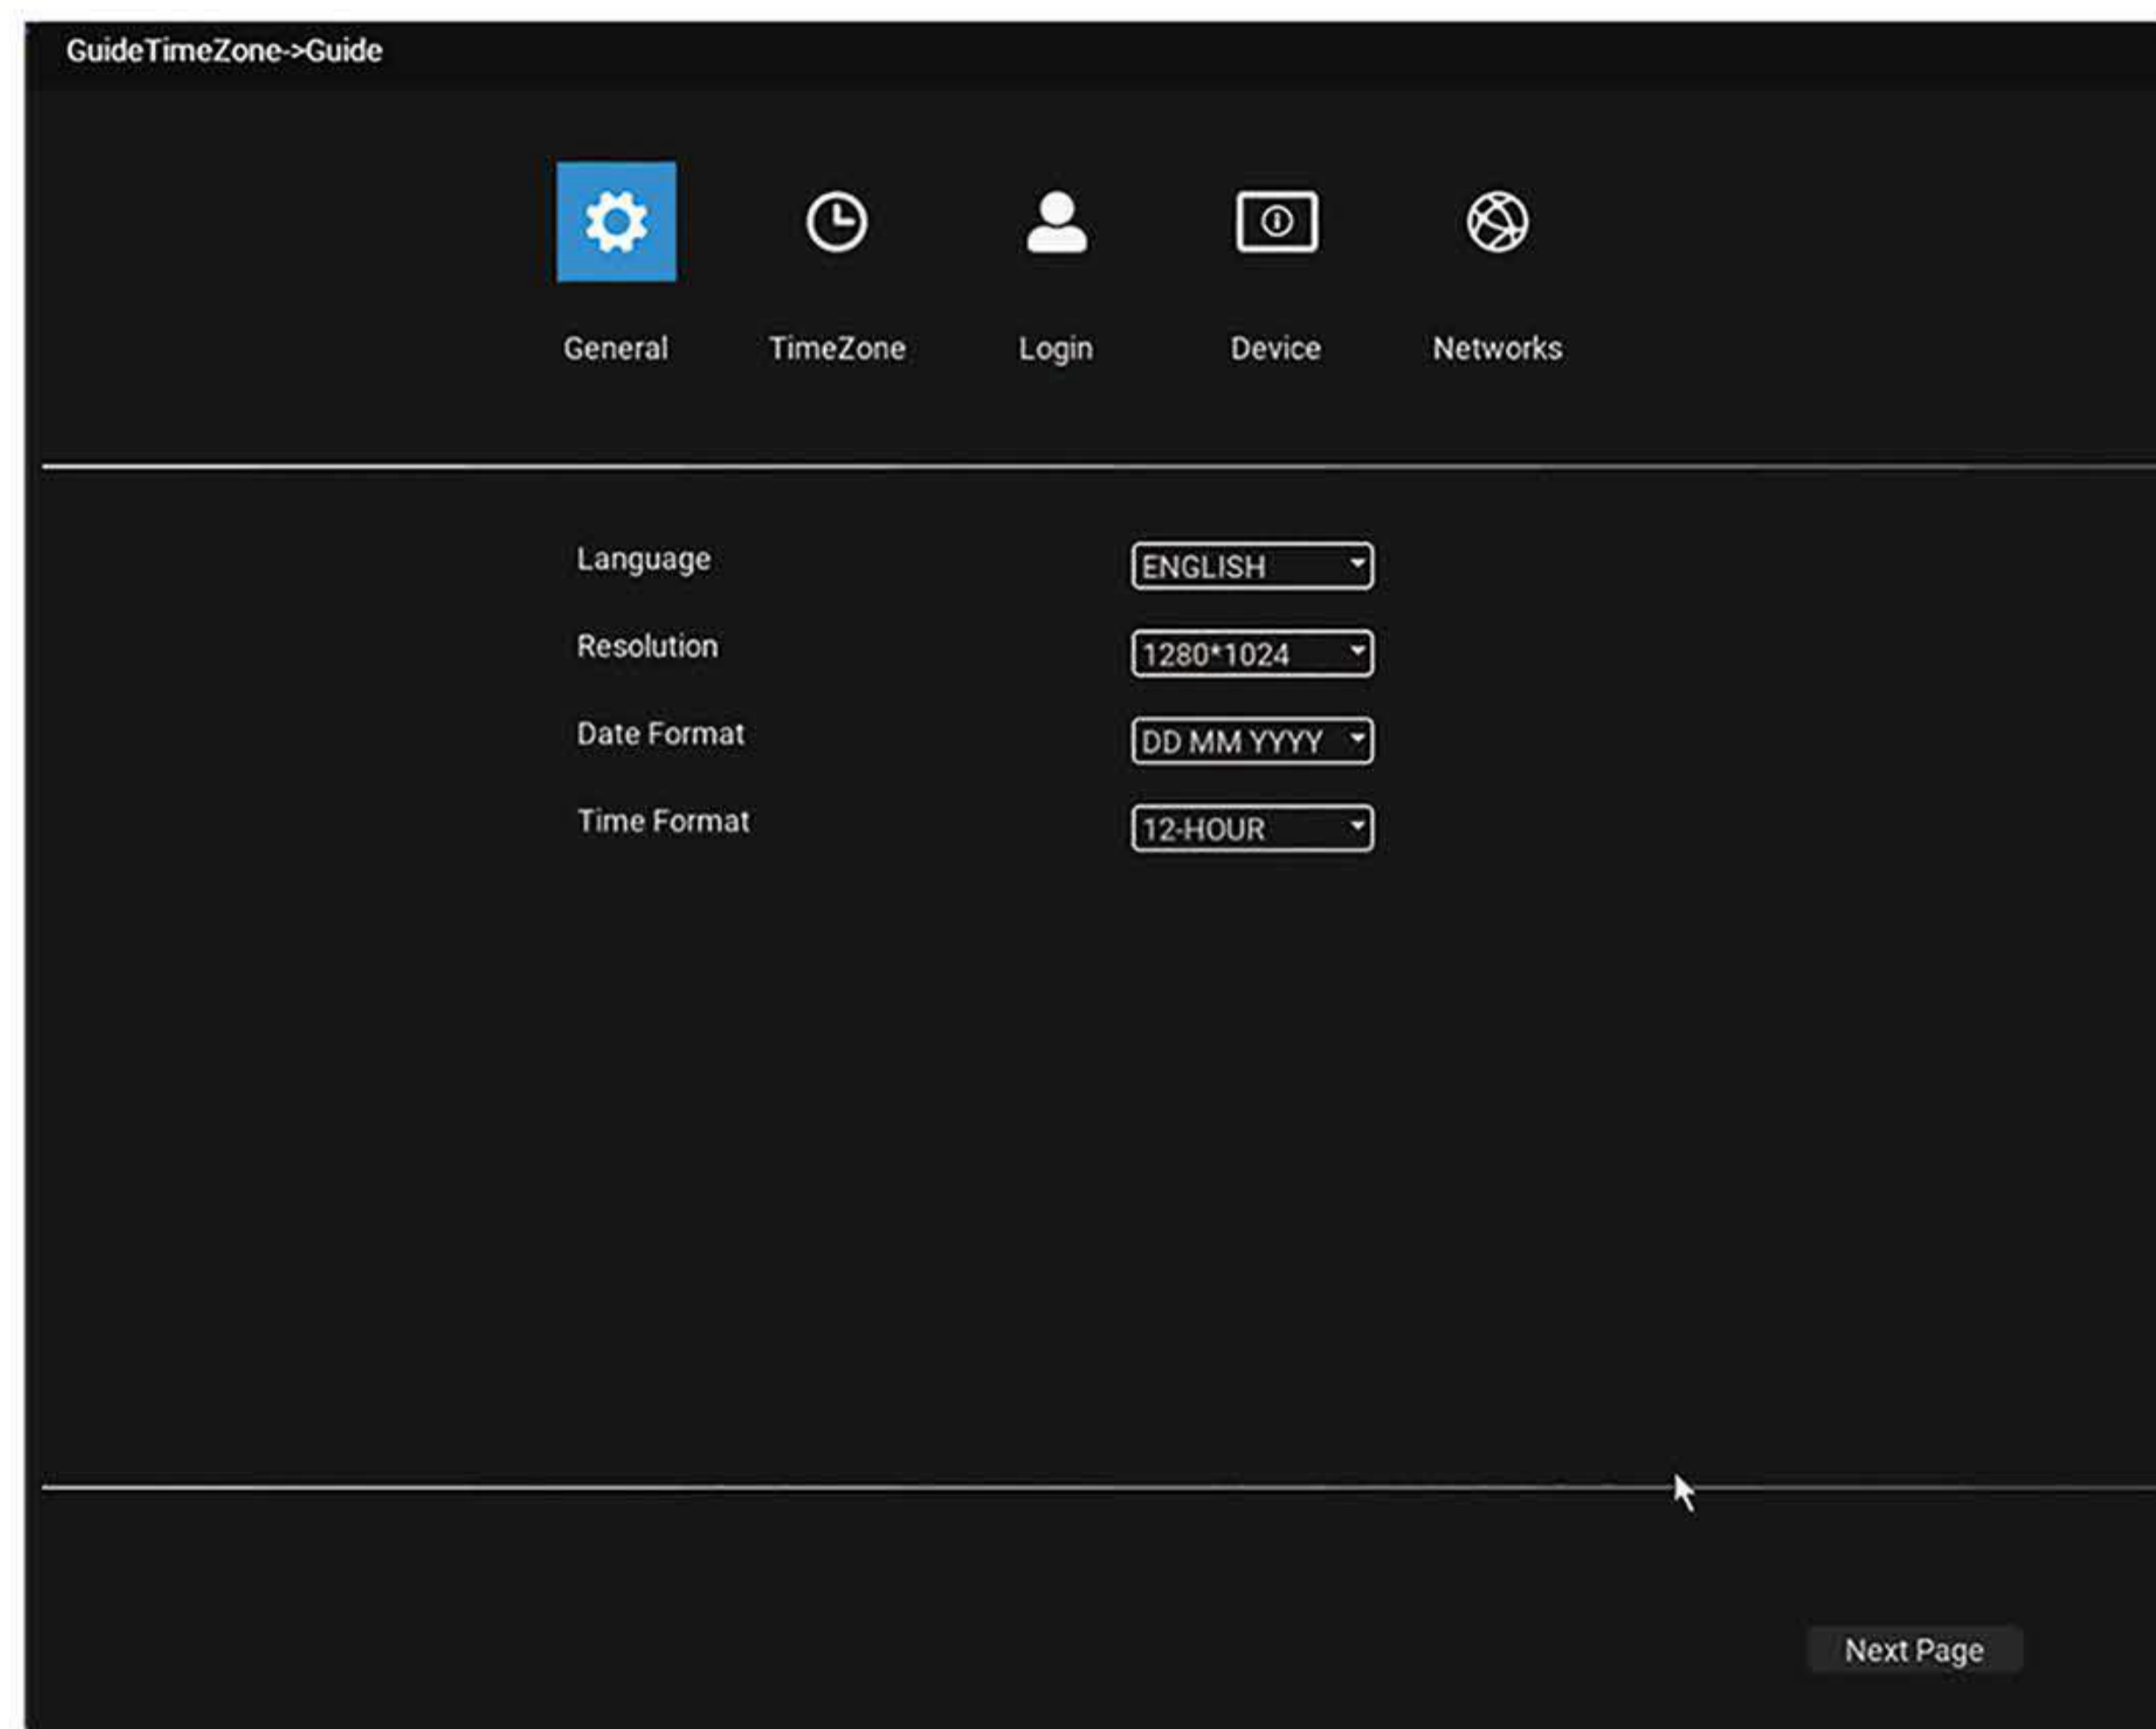 GuideTimeZone->Guide
General TimeZone Login Device Networks
Language ENGLISH
Resolution 1280*1024
Date Format DD MM YYYY
Time Format 12-HOUR
Next Page